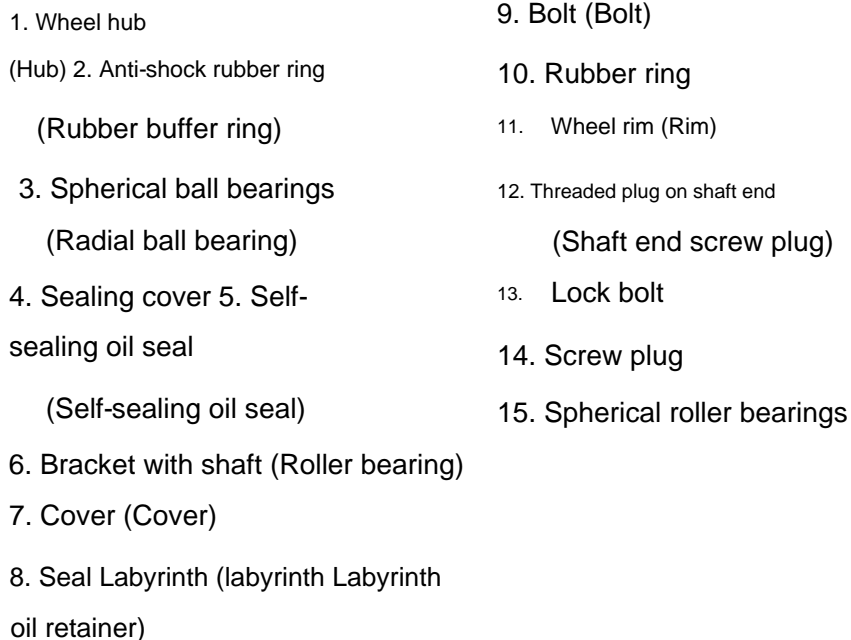 1. Wheel hub
(Hub) 2. Anti-shock rubber ring
(Rubber buffer ring)
3. Spherical ball bearings
(Radial ball bearing)
4. Sealing cover 5. Self-
sealing oil seal
(Self-sealing oil seal)
6. Bracket with shaft (Roller bearing)
7. Cover (Cover)
8. Seal Labyrinth (labyrinth Labyrinth
oil retainer)
9. Bolt (Bolt)
10. Rubber ring
11. Wheel rim (Rim)
12. Threaded plug on shaft end
(Shaft end screw plug)
13. Lock bolt
14. Screw plug
15. Spherical roller bearings